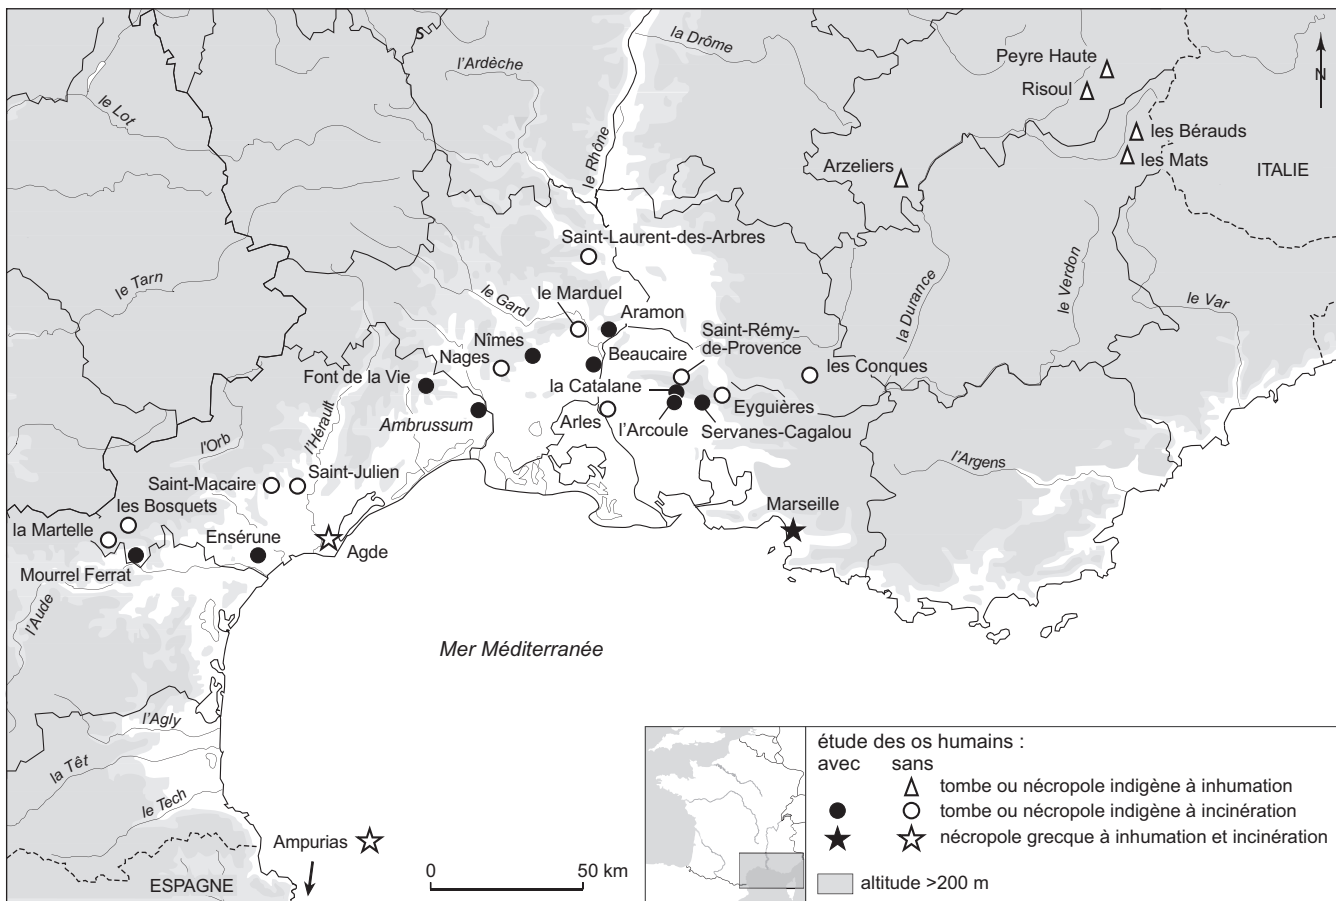 la Drôme
Peyre Haute
N
l'Ardèche
Risoul
le Lot
le Rhône
les Bérauds
les Mats
Arzeliers
ITALIE
Saint-Laurent-des-Arbres
le Tarn
le Gard
le Marduel
la Durance
le Verdon
le Var
Aramon
Saint-Rémy-
de-Provence
Nîmes
Nages
Beaucaire
les Conques
Font de la Vie
la Catalane
Eyguières
Ambrussum
Arles
l'Arcoule
Servanes-Cagalou
l'Orb
l'Hérault
l'Argens
Saint-Julien
Saint-Macaire
les Bosquets
Marseille
la Martelle
Ensérune
Agde
Mourrel Ferrat
l'Aude
Mer Méditerranée
l'Agly
la Têt
le Tech
Ampurias
0 50 km
ESPAGNE
étude des os humains :
avec sans
tombe ou nécropole indigène à inhumation
tombe ou nécropole indigène à incinération
nécropole grecque à inhumation et incinération
altitude >200 m